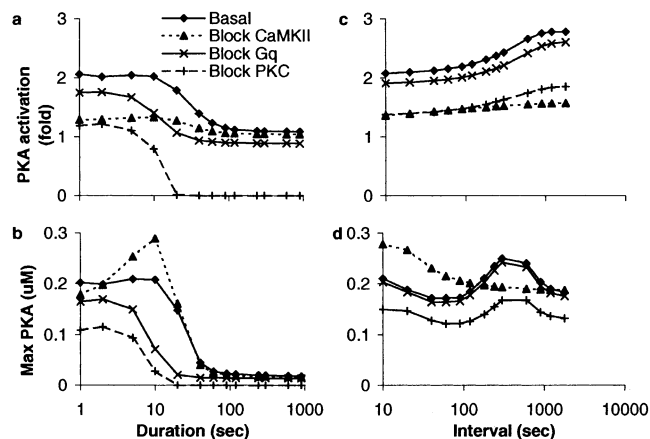 a
Basal
Block CaMKII
Block Gq
Block PKC
PKA activation
(fold)
3
2
1
0
c
3
2
1
0
b
Max PKA (uM)
0.3
0.2
0.1
0
1
10
100
1000
Duration (sec)
d
0.3
0.2
0.1
0
10
100
1000
10000
Interval (sec)